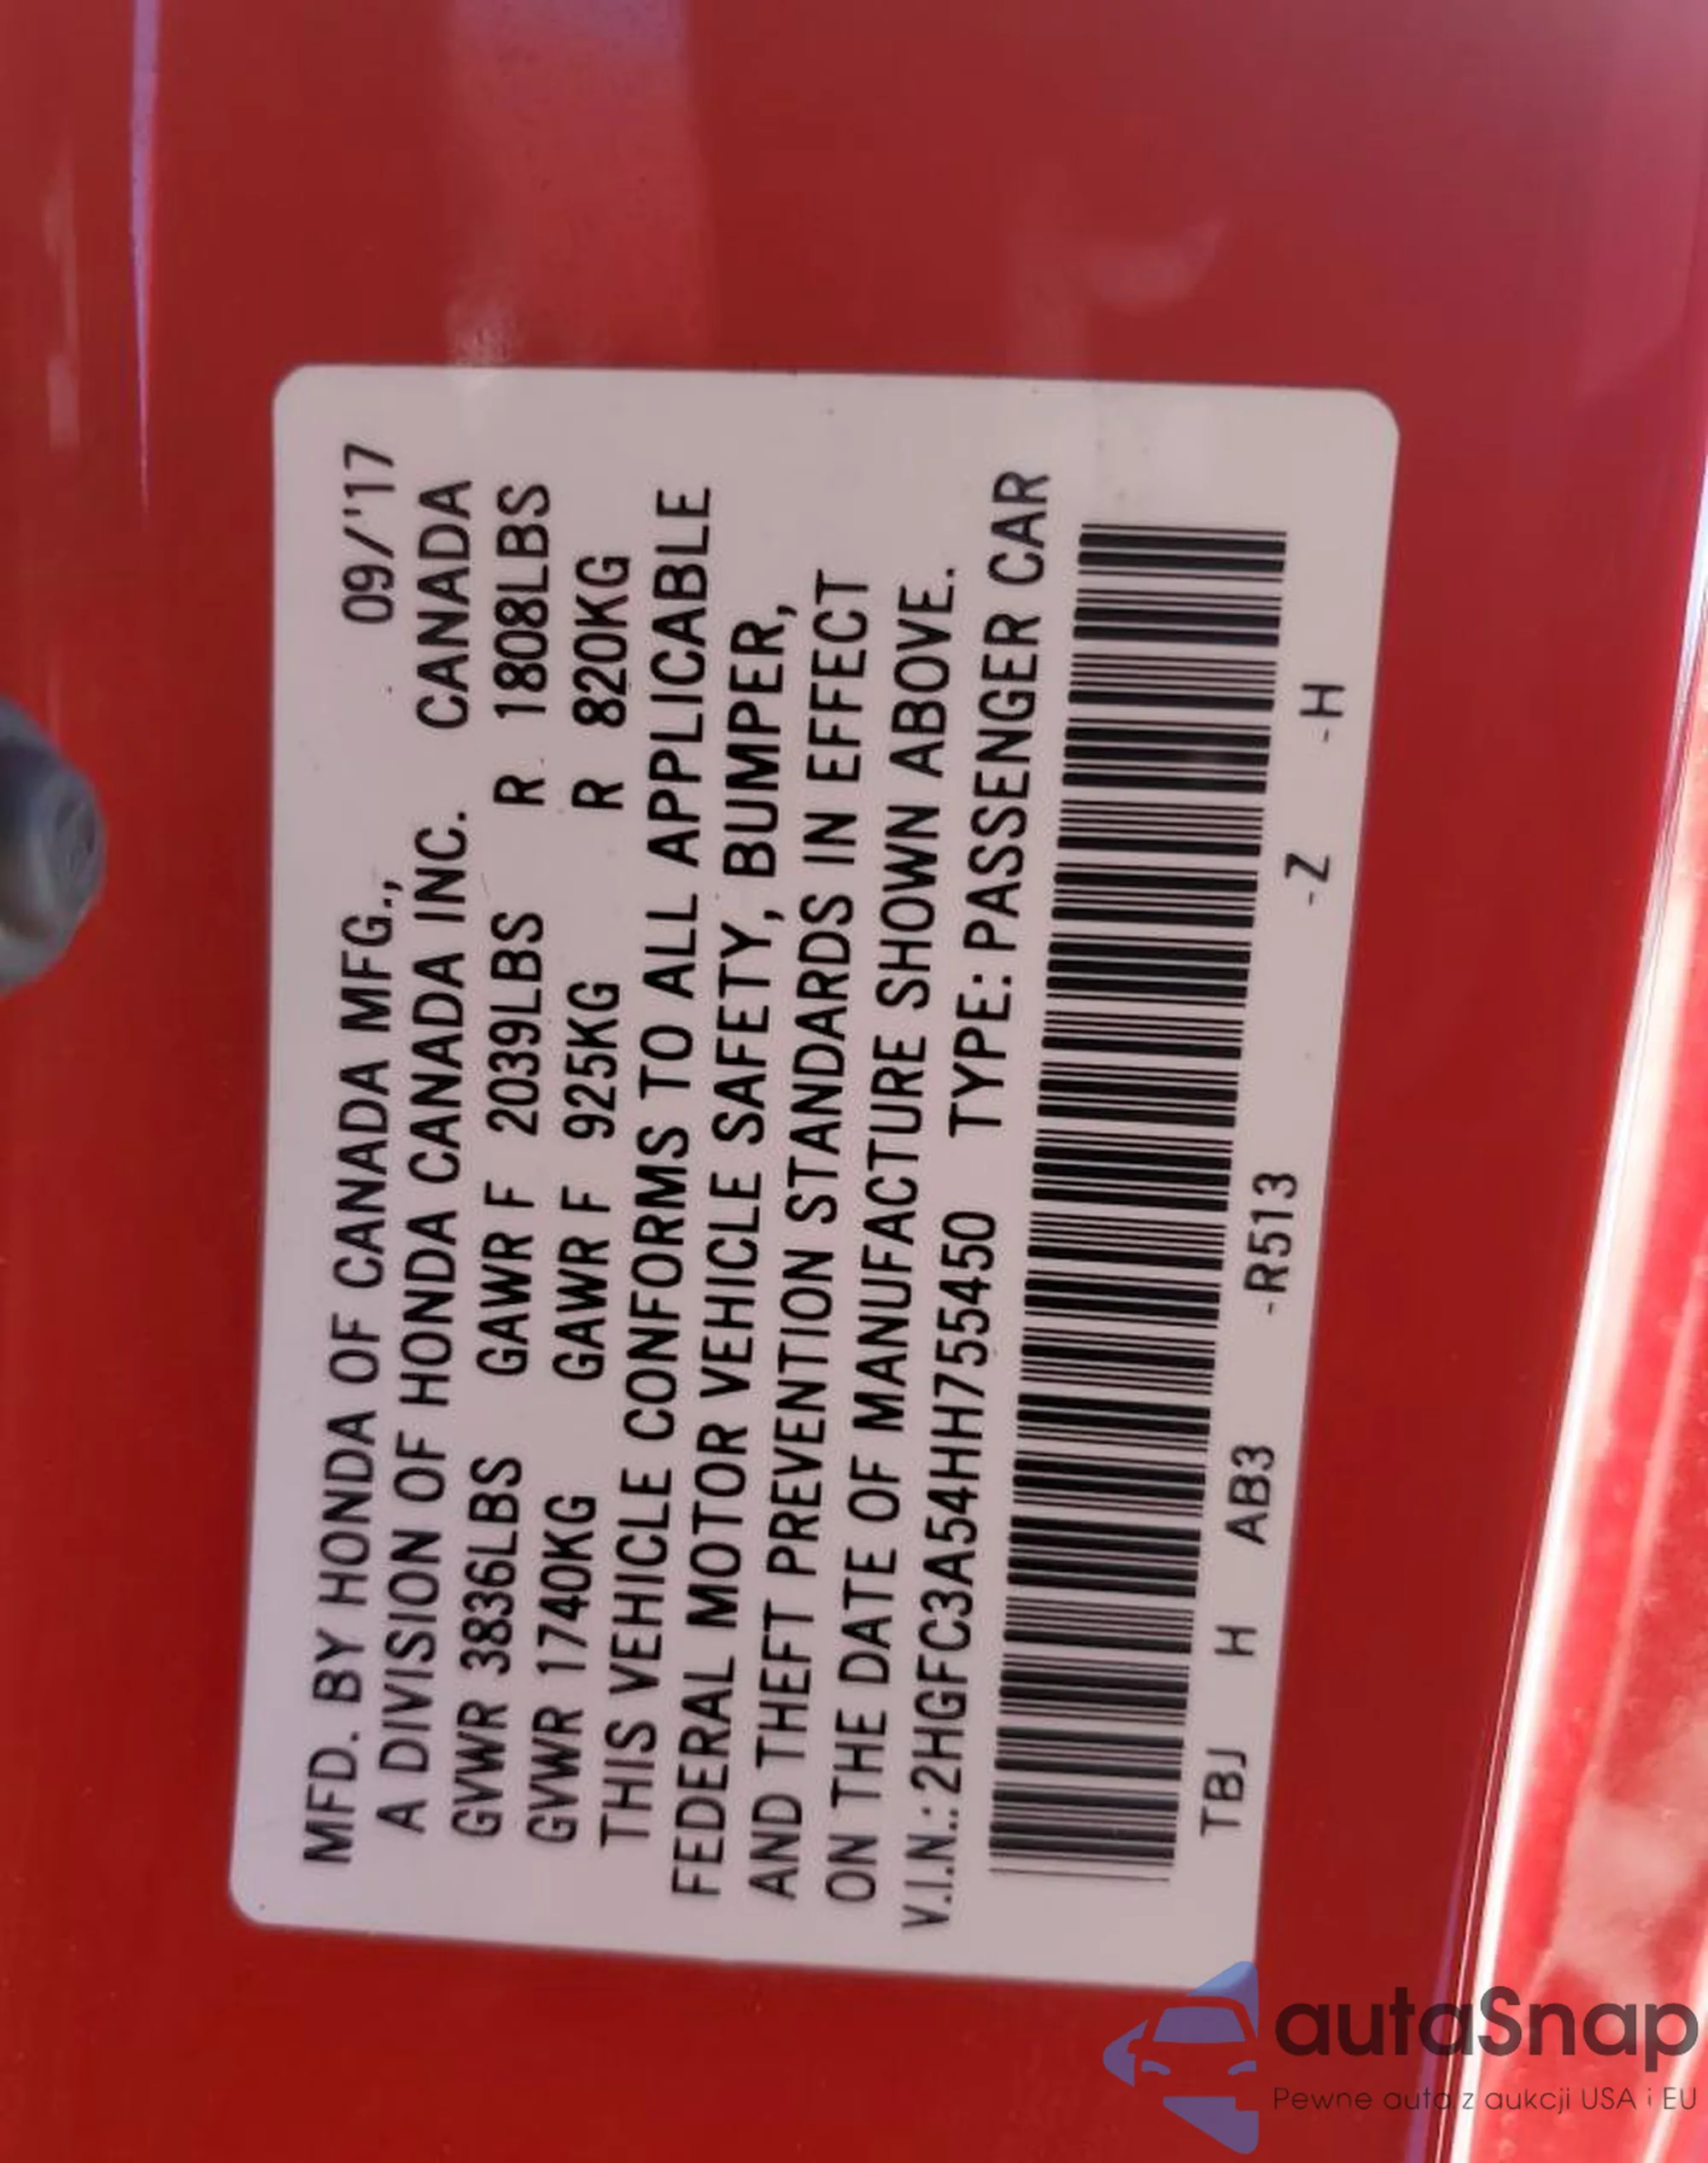 MFD. BY HONDA OF CANADA MFG., 09/'17
A DIVISION OF HONDA CANADA INC. CANADA
GVWR 3836LBS GAWR F 2039LBS R 1808LBS
GVWR 1740KG GAWR F 925KG R 820KG
THIS VEHICLE CONFORMS TO ALL APPLICABLE
FEDERAL MOTOR VEHICLE SAFETY, BUMPER,
AND THEFT PREVENTION STANDARDS IN EFFECT
ON THE DATE OF MANUFACTURE SHOWN ABOVE.
V.I.N.: 2HGFC3A54HH755450 TYPE: PASSENGER CAR
TBJ H AB3 -R513 -Z -H
autaSnap
Pewne auta z aukcji USA i EU